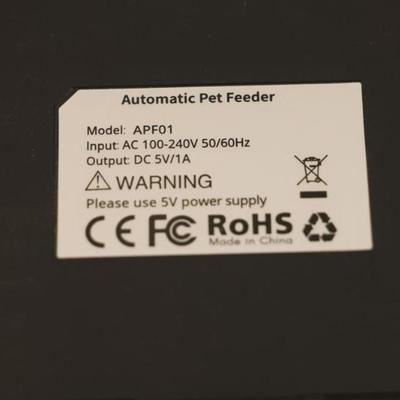 Automatic Pet Feeder
Model: APF01
Input: AC 100-240V 50/60Hz
Output: DC 5V/1A
WARNING
Please use 5V power supply
CE FC RoHS
Made in China